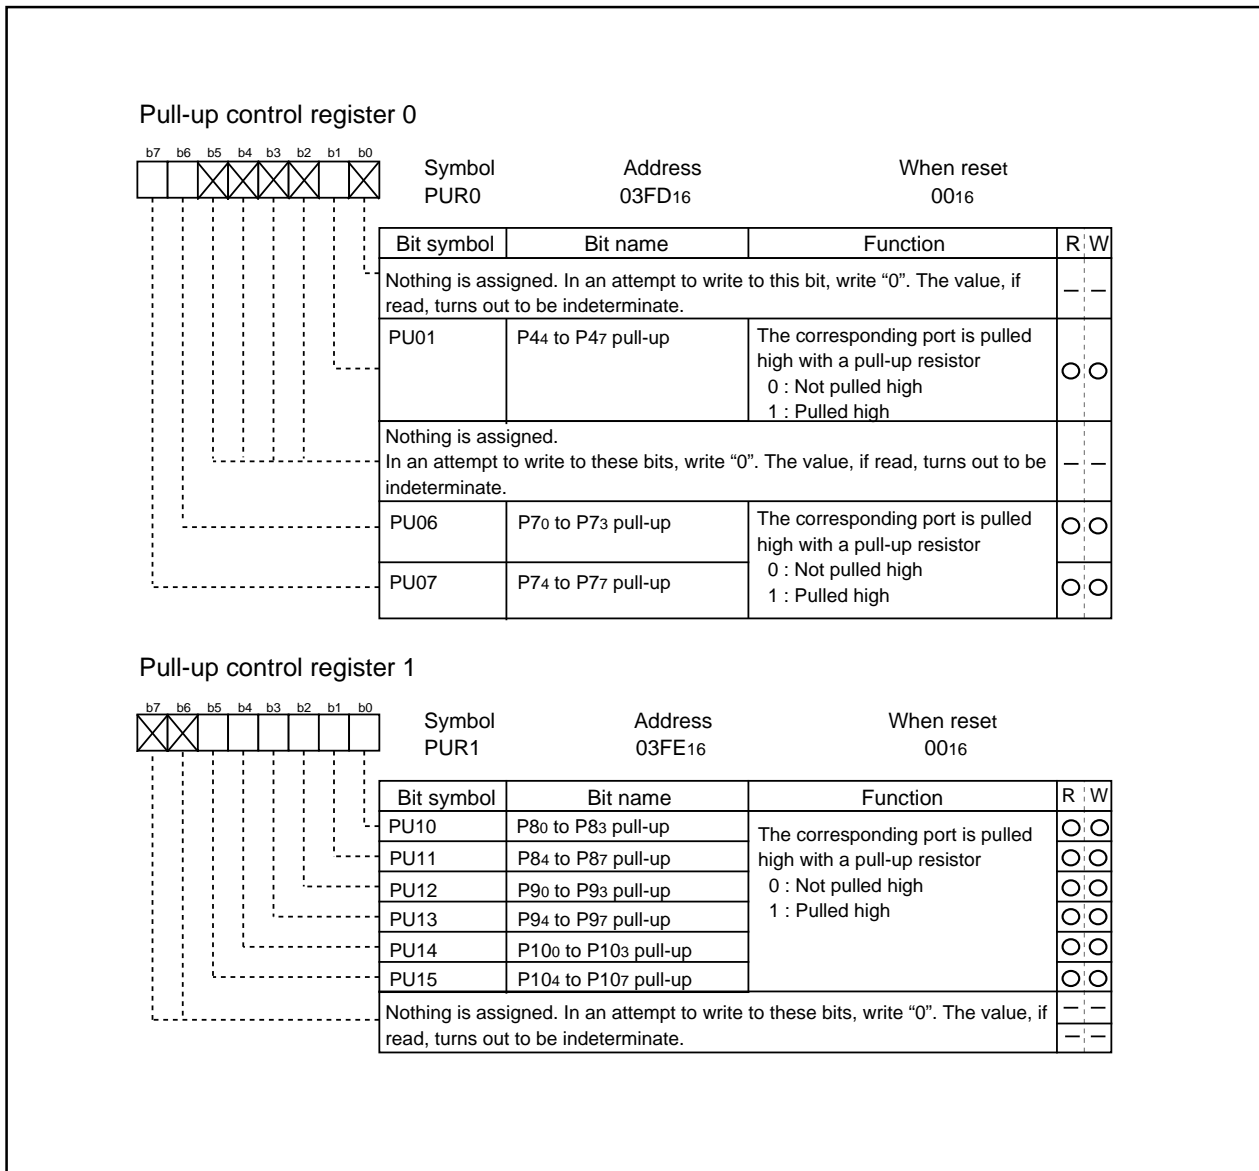 Pull-up control register 0
b7 b6 b5 b4 b3 b2 b1 b0
Symbol Address When reset
PUR0 03FD16 0016
Bit symbol Bit name Function R W
Nothing is assigned. In an attempt to write to this bit, write “0”. The value, if
read, turns out to be indeterminate.
– –
PU01 P44 to P47 pull-up The corresponding port is pulled
high with a pull-up resistor
0 : Not pulled high
1 : Pulled high
Nothing is assigned.
In an attempt to write to these bits, write “0”. The value, if read, turns out to be
indeterminate.
– –
PU06 P70 to P73 pull-up The corresponding port is pulled
high with a pull-up resistor
0 : Not pulled high
PU07 P74 to P77 pull-up 1 : Pulled high
Pull-up control register 1
b7 b6 b5 b4 b3 b2 b1 b0
Symbol Address When reset
PUR1 03FE16 0016
Bit symbol Bit name Function R W
PU10 P80 to P83 pull-up The corresponding port is pulled
PU11 P84 to P87 pull-up high with a pull-up resistor
PU12 P90 to P93 pull-up 0 : Not pulled high
PU13 P94 to P97 pull-up 1 : Pulled high
PU14 P100 to P103 pull-up
PU15 P104 to P107 pull-up
Nothing is assigned. In an attempt to write to these bits, write “0”. The value, if – –
read, turns out to be indeterminate. – –